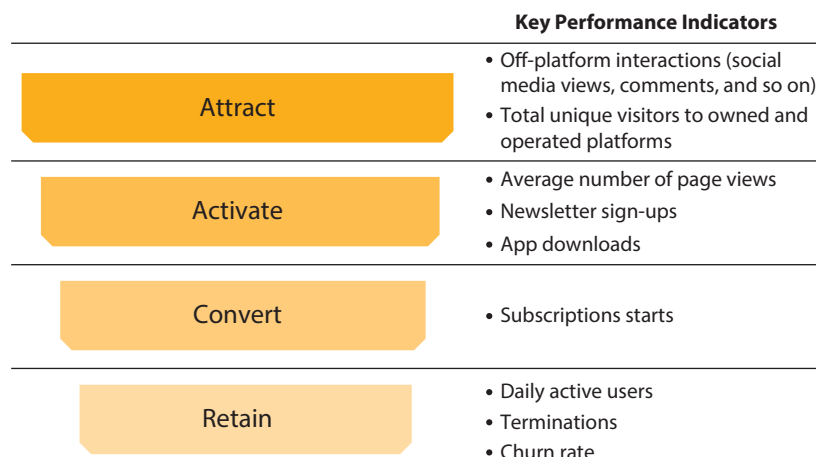 Key Performance Indicators
Attract
• Off-platform interactions (social
media views, comments, and so on)
• Total unique visitors to owned and
operated platforms
Activate
• Average number of page views
• Newsletter sign-ups
• App downloads
Convert
• Subscriptions starts
Retain
• Daily active users
• Terminations
• Churn rate